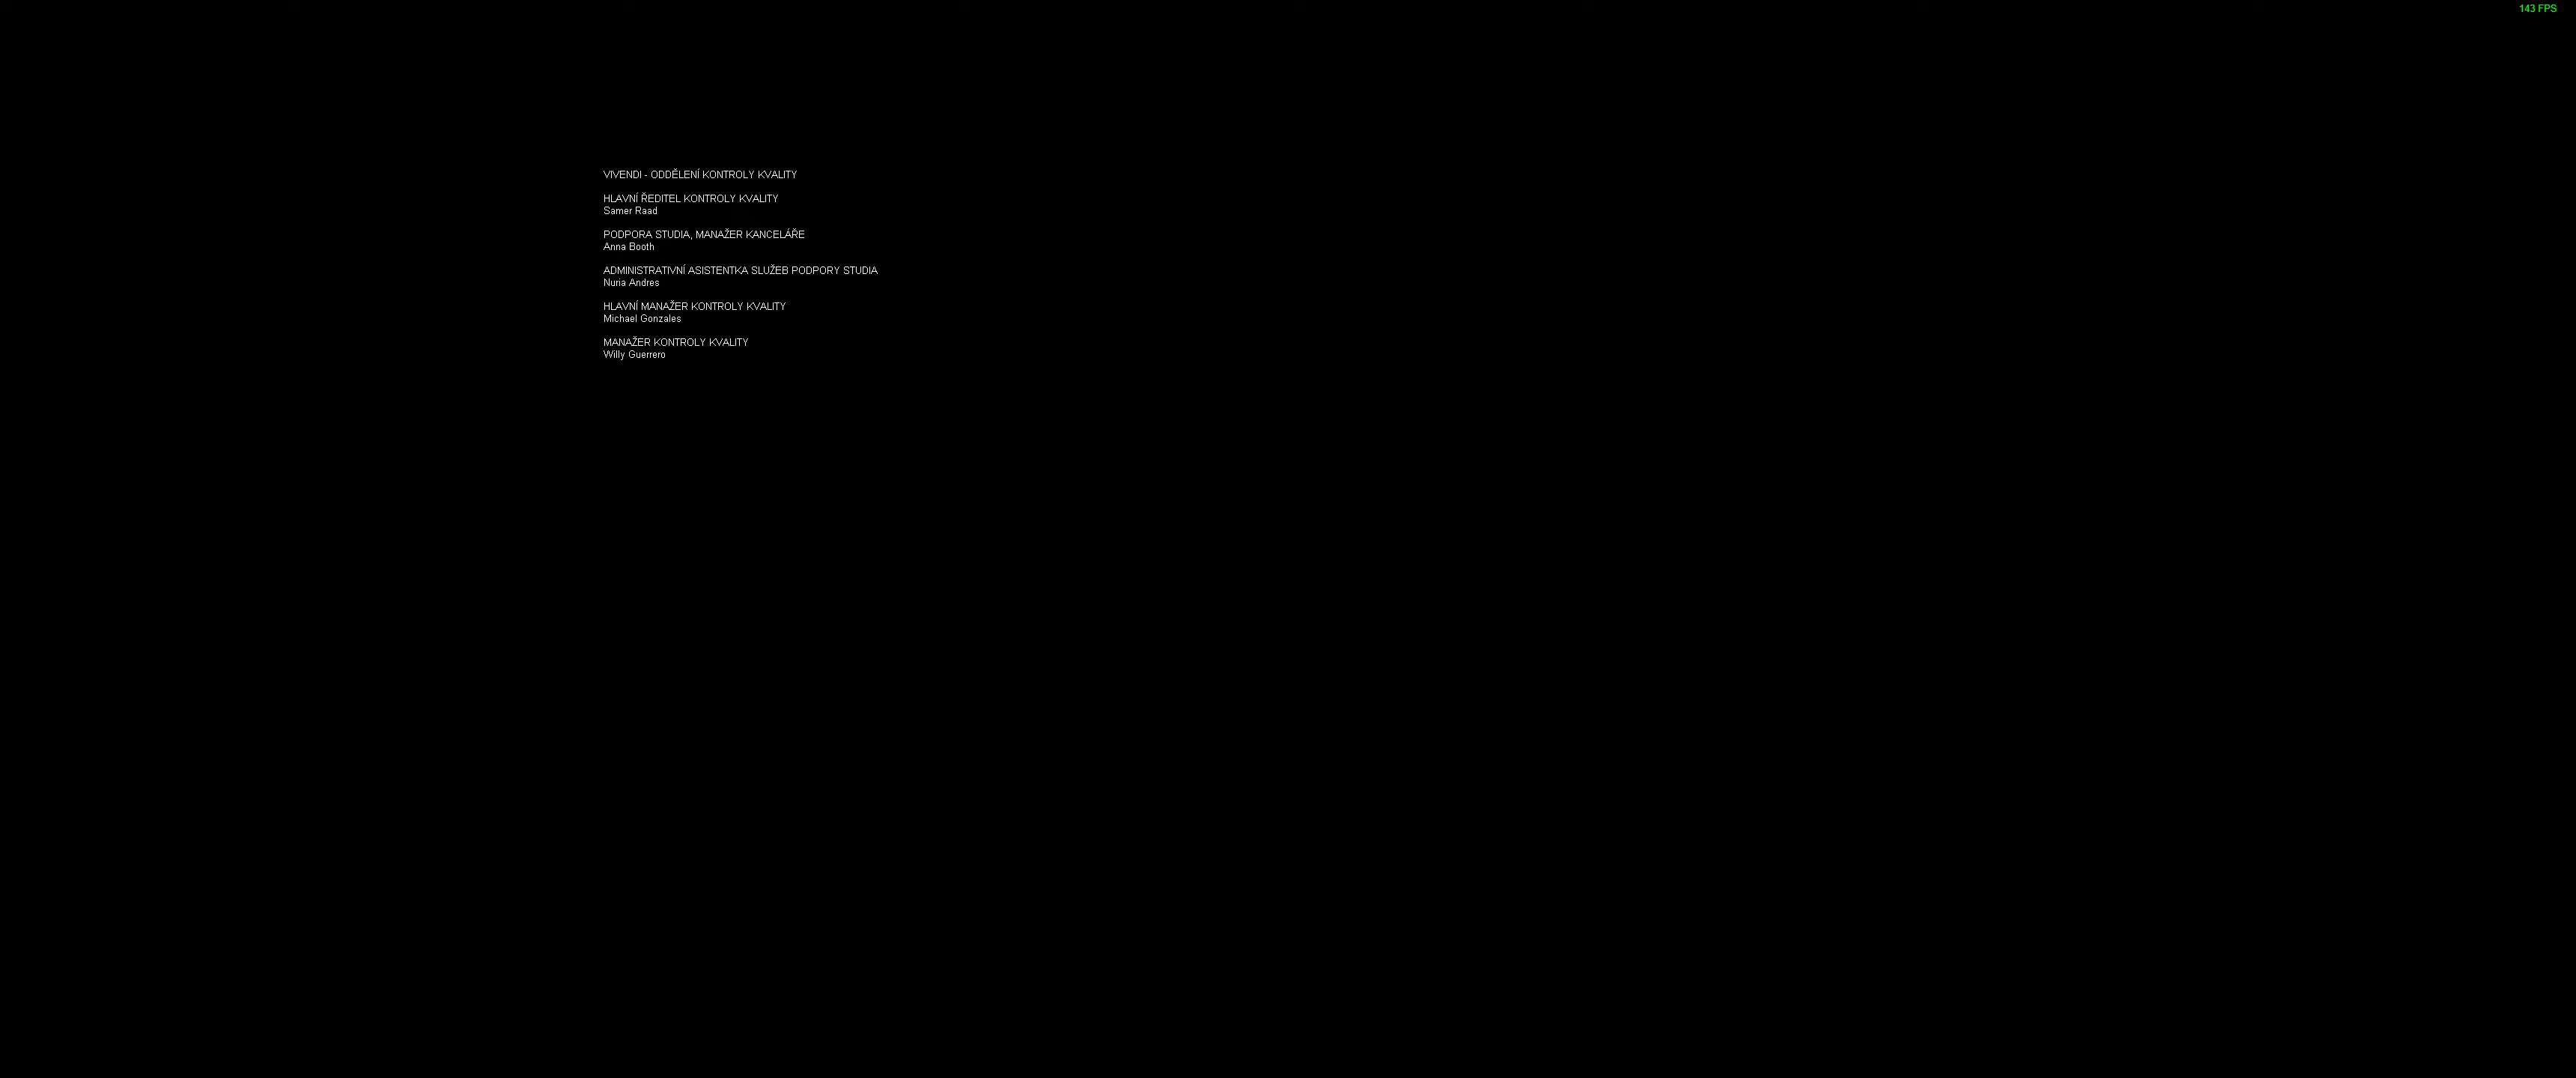 143 FPS
VIVENDI - ODDĚLENÍ KONTROLY KVALITY
HLAVNÍ ŘEDITEL KONTROLY KVALITY
Samer Raad
PODPORA STUDIA, MANAŽER KANCELÁŘE
Anna Booth
ADMINISTRATIVNÍ ASISTENTKA SLUŽEB PODPORY STUDIA
Nuria Andres
HLAVNÍ MANAŽER KONTROLY KVALITY
Michael Gonzales
MANAŽER KONTROLY KVALITY
Willy Guerrero